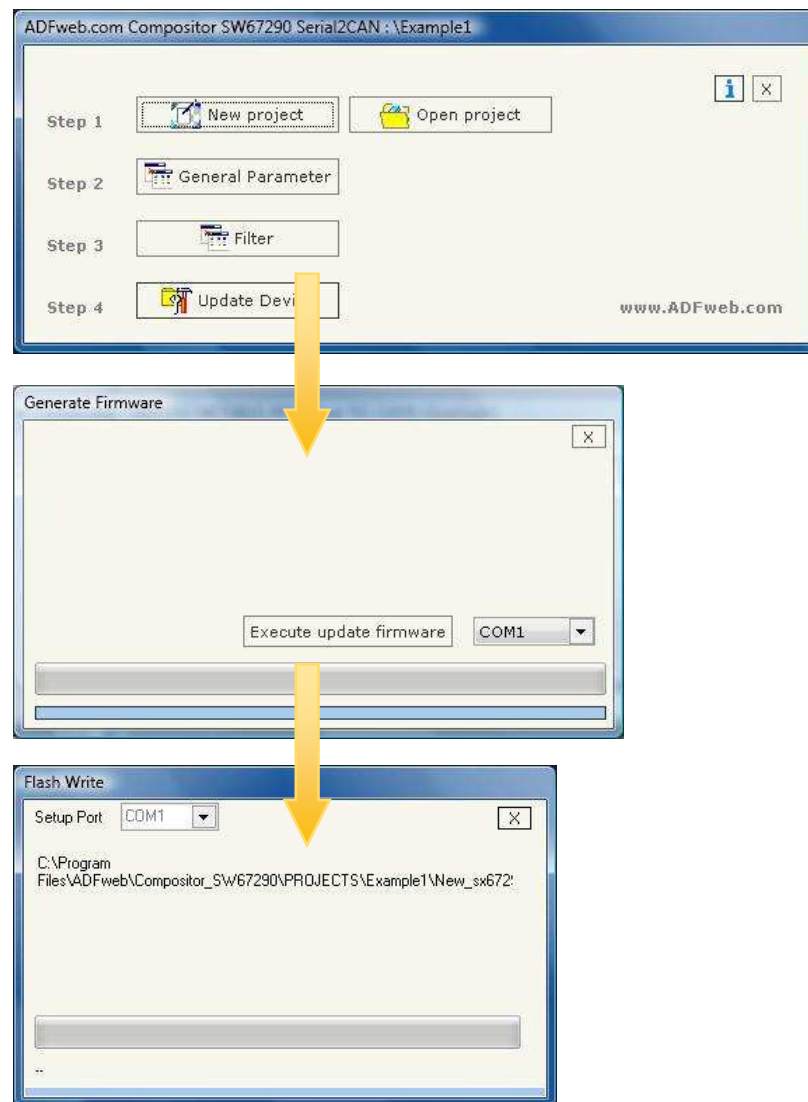 ADFweb.com Compositor SW67290 Serial2CAN : \Example1
Step 1 New project Open project i X
Step 2 General Parameter
Step 3 Filter
Step 4 Update Devi
www.ADFweb.com
Generate Firmware
X
Execute update firmware COM1
Flash Write
Setup Port COM1 X
C:\Program
Files\ADFweb\Compositor_SW67290\PROJECTS\Example1\New_sx672
..